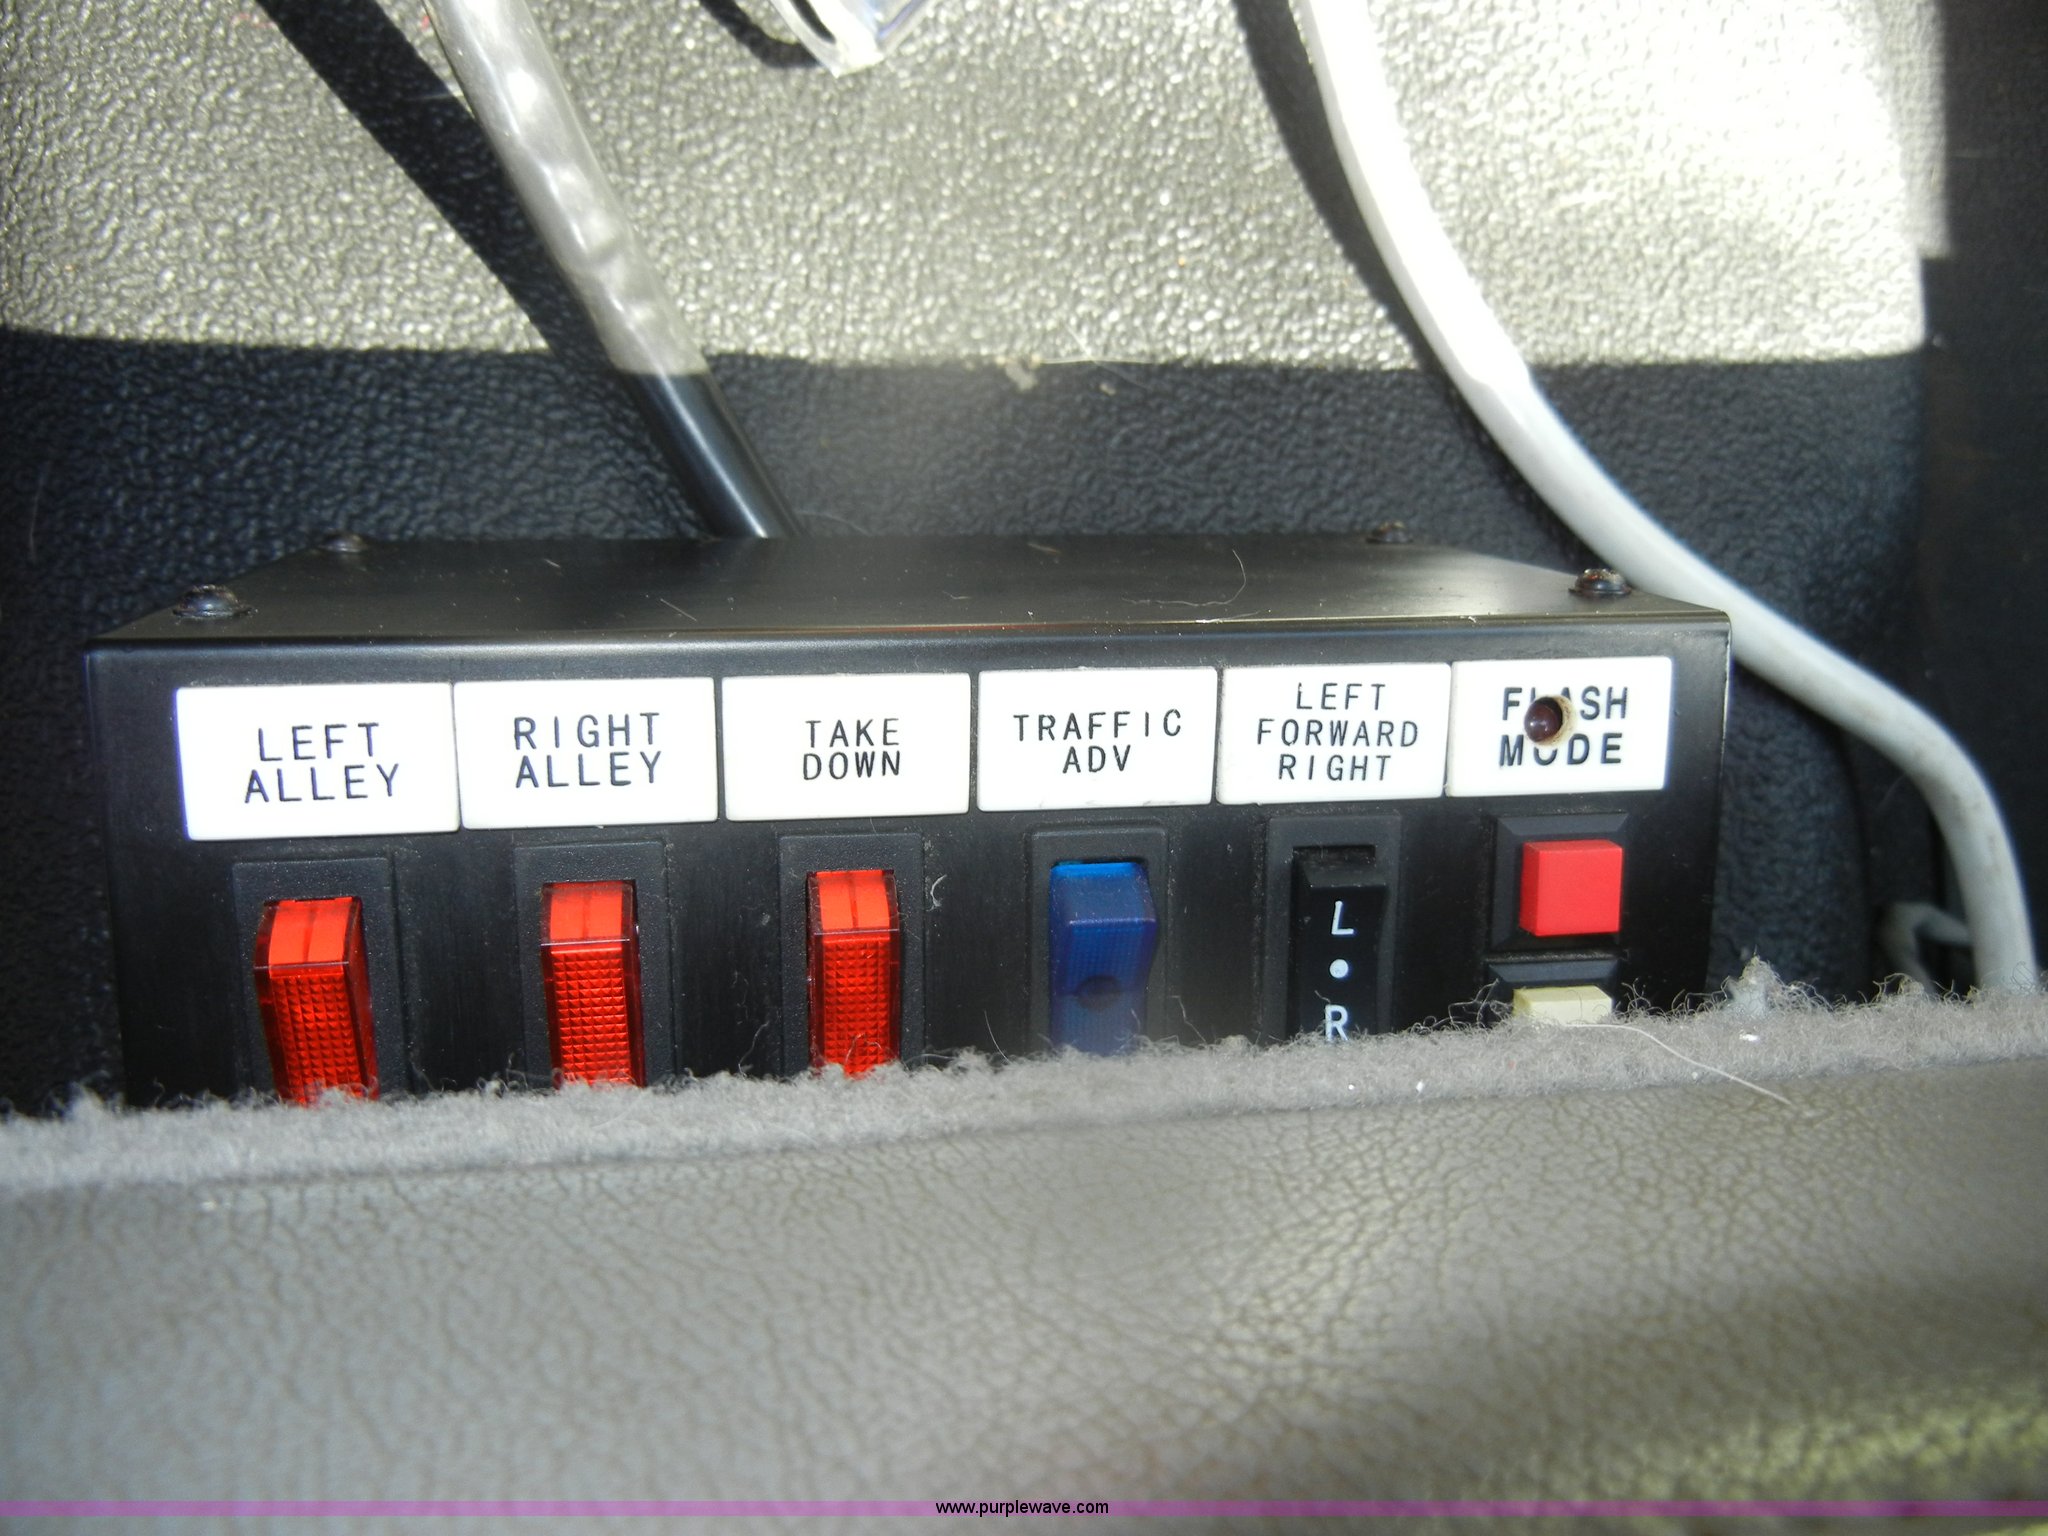 LEFT
ALLEY
RIGHT
ALLEY
TAKE
DOWN
TRAFFIC
ADV
LEFT
FORWARD
RIGHT
FLASH
MODE
L
R
www.purplewave.com